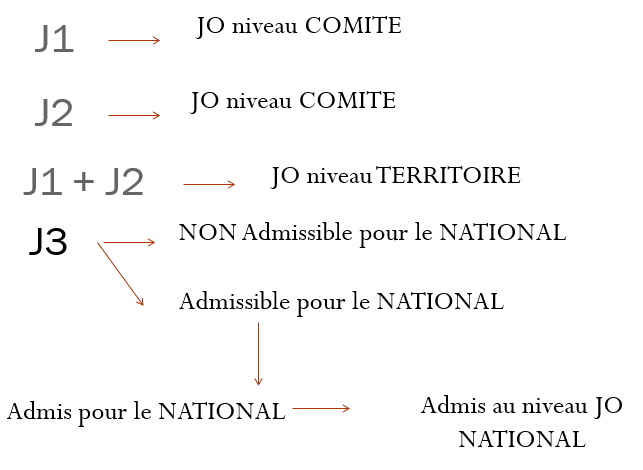 J1
JO niveau COMITE
J2
JO niveau COMITE
J1 + J2
JO niveau TERRITOIRE
J3
NON Admissible pour le NATIONAL
Admissible pour le NATIONAL
Admis pour le NATIONAL
Admis au niveau JO
NATIONAL